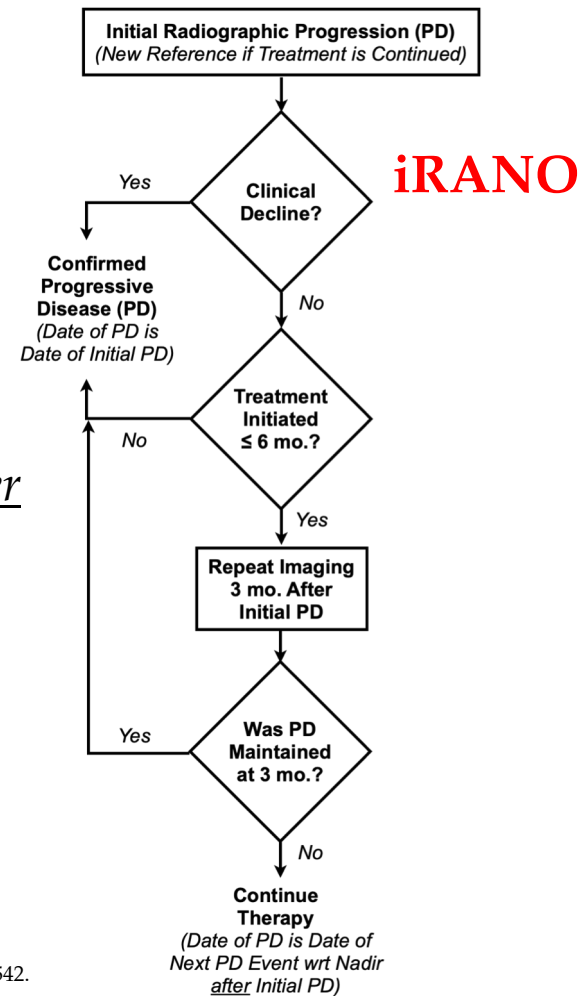 Initial Radiographic Progression (PD)
(New Reference if Treatment is Continued)
iRANO
Clinical
Decline?
Yes
No
Confirmed
Progressive
Disease (PD)
(Date of PD is
Date of Initial PD)
Treatment
Initiated
≤ 6 mo.?
No
Yes
Repeat Imaging
3 mo. After
Initial PD
Was PD
Maintained
at 3 mo.?
Yes
No
Continue
Therapy
(Date of PD is Date of
Next PD Event wrt Nadir
after Initial PD)